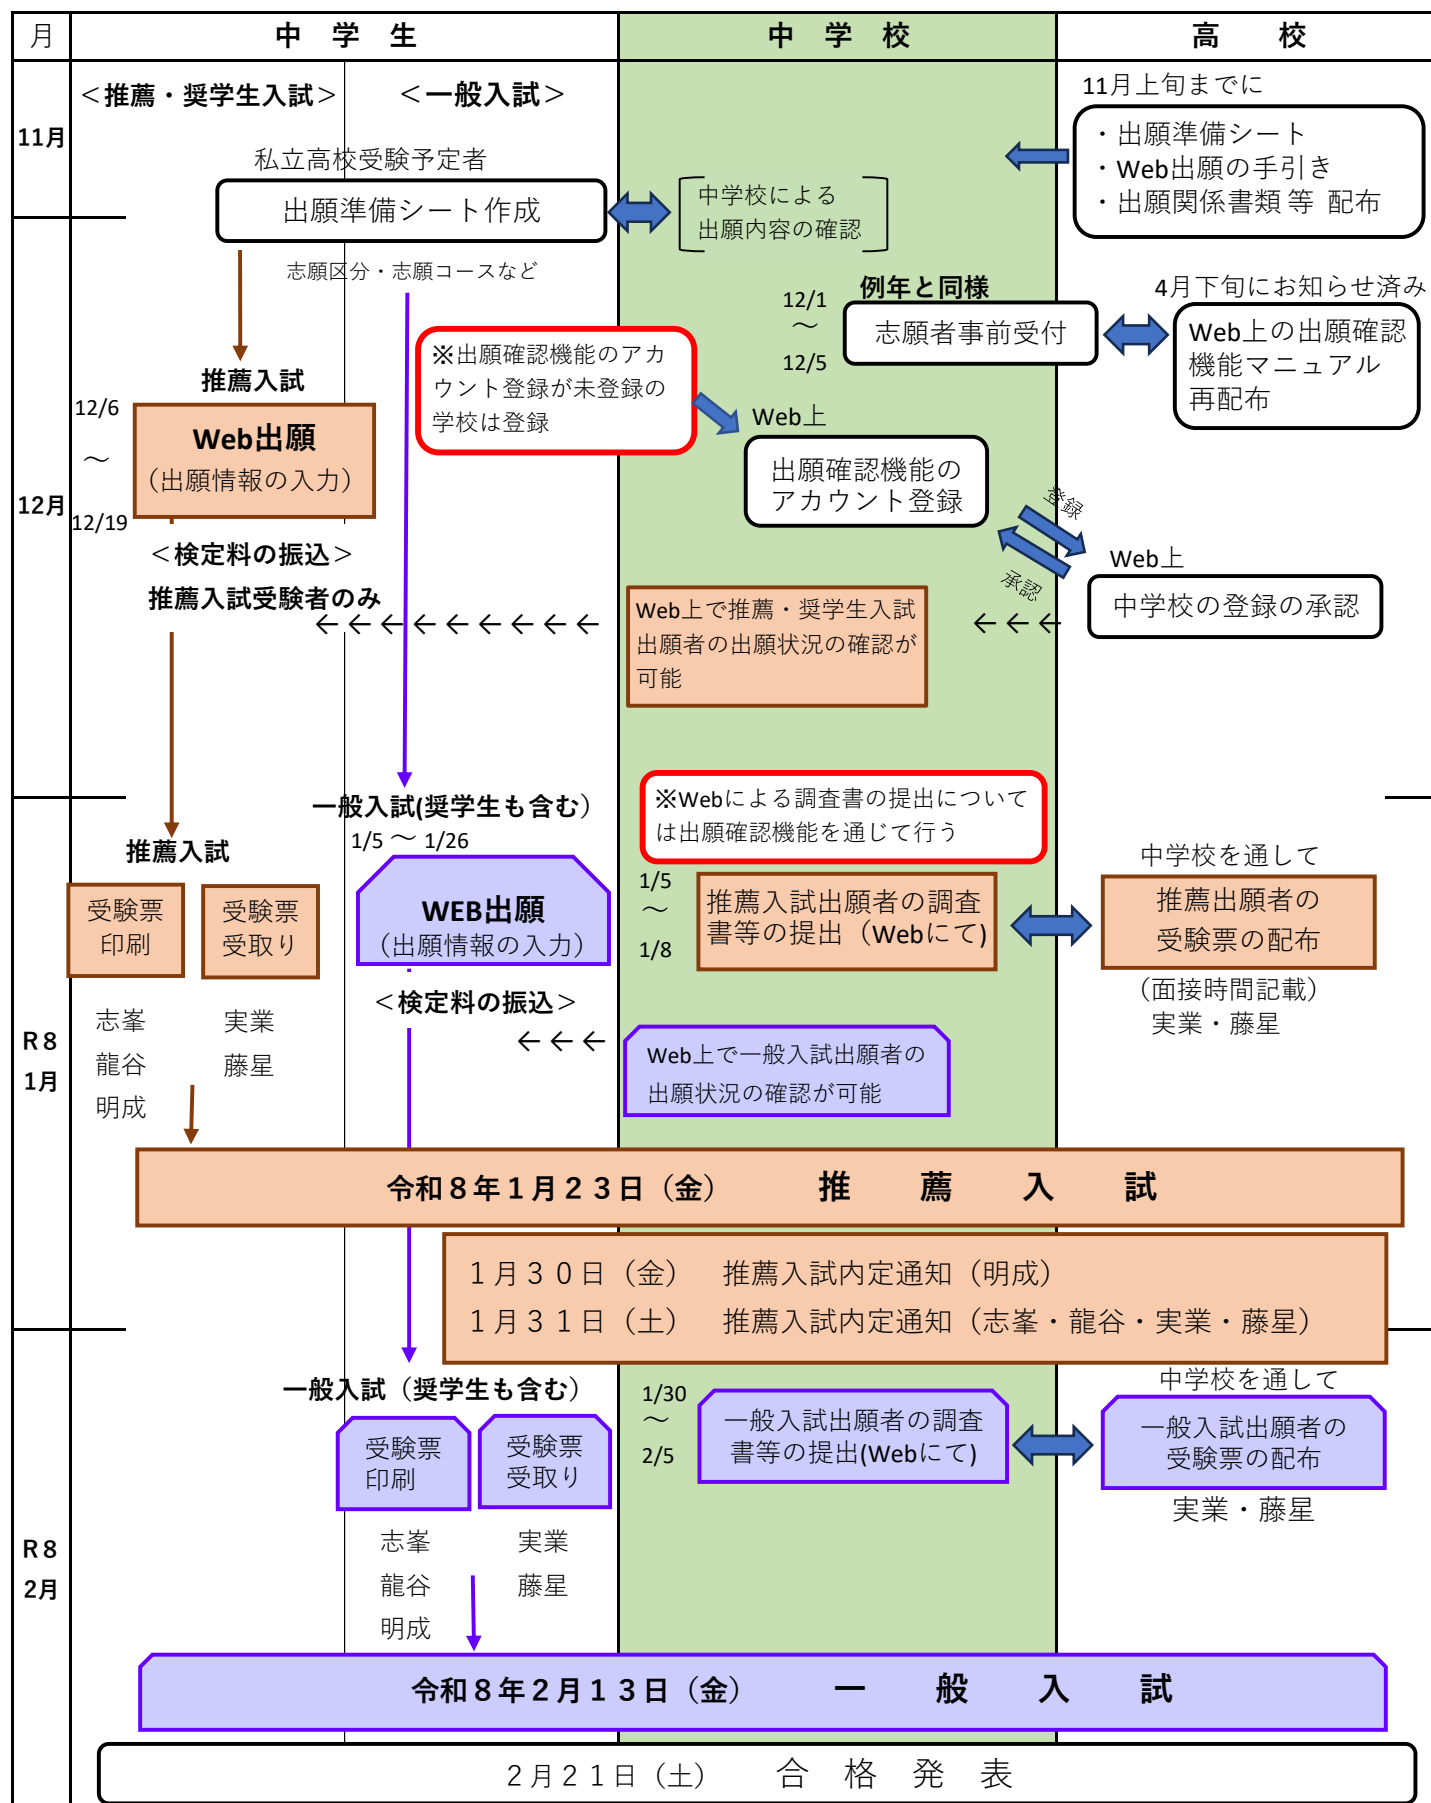 月
中 学 生
中 学 校
高 校
＜推薦・奨学生入試＞
＜一般入試＞
11月
11月上旬までに
・出願準備シート
・Web出願の手引き
・出願関係書類 等 配布
私立高校受験予定者
出願準備シート作成
中学校による
出願内容の確認
志願区分・志願コースなど
12/1
～
12/5
例年と同様
志願者事前受付
4月下旬にお知らせ済み
Web上の出願確認
機能マニュアル
再配布
※出願確認機能のアカ
ウント登録が未登録の
学校は登録
推薦入試
12/6
～
12/19
Web出願
（出願情報の入力）
12月
Web上
出願確認機能の
アカウント登録
登録
承認
Web上
中学校の登録の承認
＜検定料の振込＞
推薦入試受験者のみ
←←←←←←←←←
Web上で推薦・奨学生入試
出願者の出願状況の確認が
可能
←←←
一般入試(奨学生も含む）
1/5 ～ 1/26
※Webによる調査書の提出について
は出願確認機能を通じて行う
推薦入試
受験票
印刷
受験票
受取り
WEB出願
（出願情報の入力）
1/5
～
1/8
推薦入試出願者の調査
書等の提出（Webにて)
中学校を通して
推薦出願者の
受験票の配布
（面接時間記載）
実業・藤星
志峯
龍谷
明成
実業
藤星
＜検定料の振込＞
←←←
Web上で一般入試出願者の
出願状況の確認が可能
R８
1月
令和８年１月２３日（金） 推 薦 入 試
１月３０日（金） 推薦入試内定通知（明成）
１月３１日（土） 推薦入試内定通知（志峯・龍谷・実業・藤星）
一般入試（奨学生も含む）
受験票
印刷
受験票
受取り
1/30
～
2/5
一般入試出願者の調査
書等の提出(Webにて)
中学校を通して
一般入試出願者の
受験票の配布
実業・藤星
志峯
龍谷
明成
実業
藤星
R８
2月
令和８年２月１３日（金） 一 般 入 試
２月２１日（土） 合 格 発 表